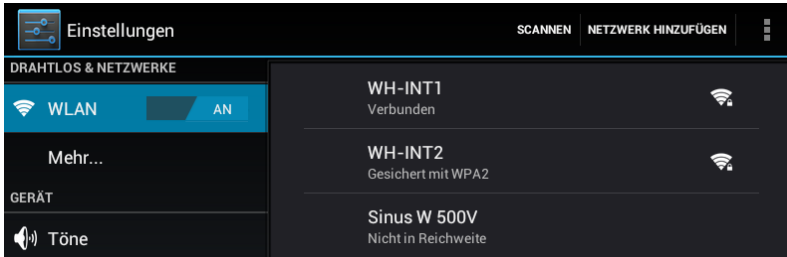 Einstellungen
SCANNEN NETZWERK HINZUFÜGEN
DRAHTLOS & NETZWERKE
WLAN AN
Mehr...
GERÄT
Töne
WH-INT1
Verbunden
WH-INT2
Gesichert mit WPA2
Sinus W 500V
Nicht in Reichweite